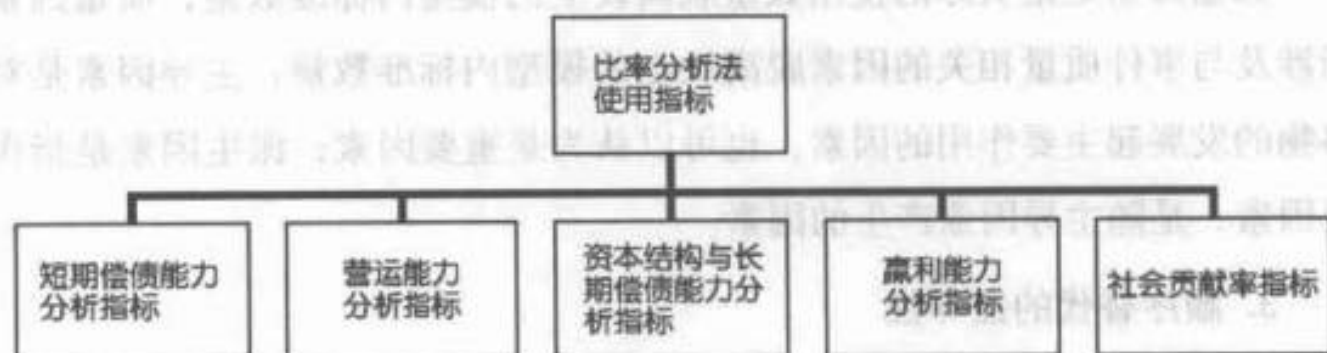 比率分析法
使用指标
短期偿债能力
分析指标
营运能力
分析指标
资本结构与长
期偿债能力分
析指标
赢利能力
分析指标
社会贡献率指标